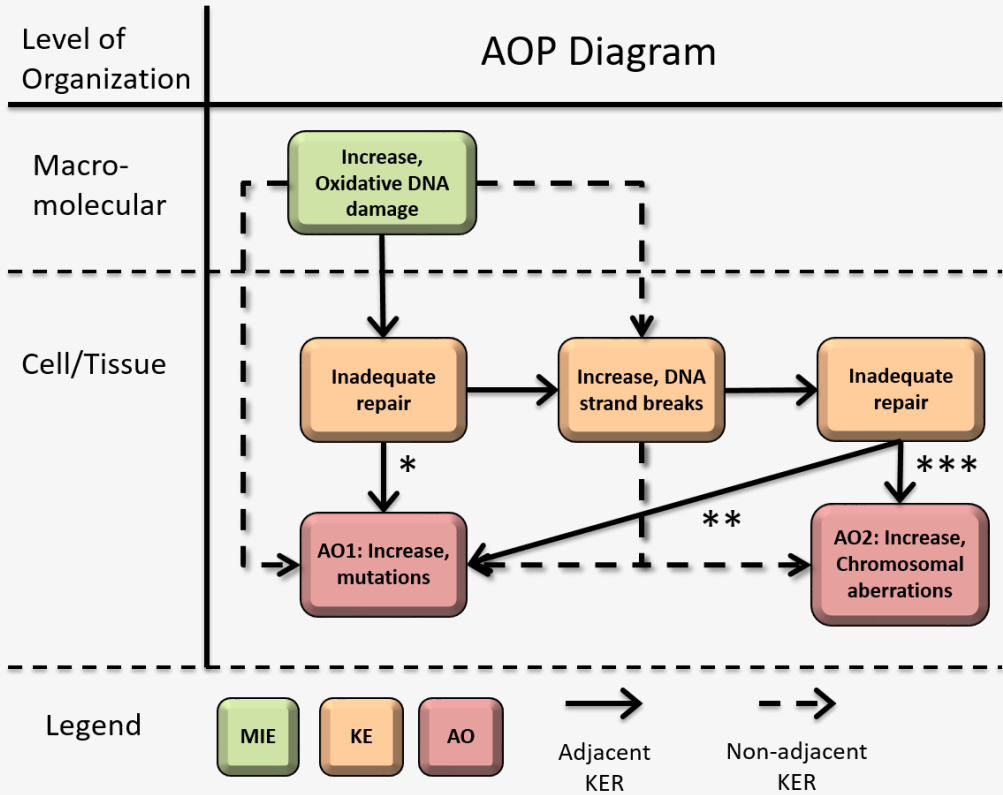 Level of
Organization
AOP Diagram
Macro-
molecular
Increase,
Oxidative DNA
damage
Cell/Tissue
Inadequate
repair
Increase, DNA
strand breaks
Inadequate
repair
*
***
**
AO1: Increase,
mutations
AO2: Increase,
Chromosomal
aberrations
Legend
MIE
KE
AO
Adjacent
KER
Non-adjacent
KER